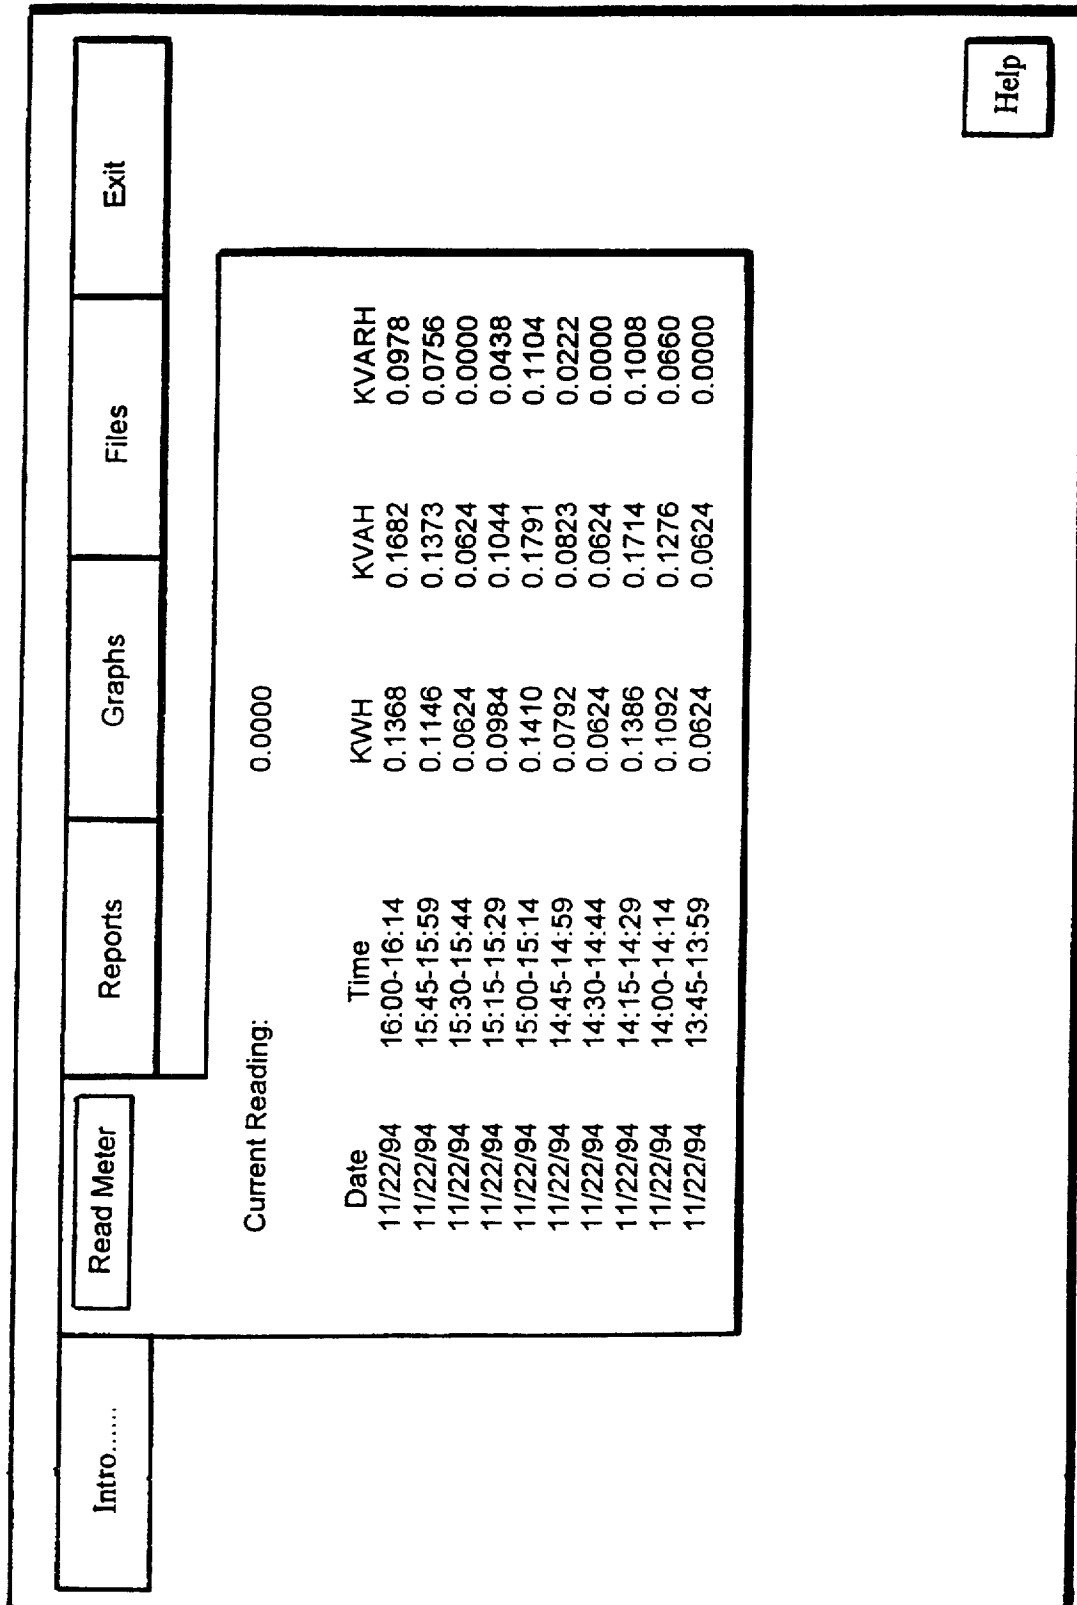 Intro...... Read Meter Reports Graphs Files Exit
Current Reading: 0.0000
Date Time KWH KVAH KVARH
11/22/94 16:00-16:14 0.1368 0.1682 0.0978
11/22/94 15:45-15:59 0.1146 0.1373 0.0756
11/22/94 15:30-15:44 0.0624 0.0624 0.0000
11/22/94 15:15-15:29 0.0984 0.1044 0.0438
11/22/94 15:00-15:14 0.1410 0.1791 0.1104
11/22/94 14:45-14:59 0.0792 0.0823 0.0222
11/22/94 14:30-14:44 0.0624 0.0624 0.0000
11/22/94 14:15-14:29 0.1386 0.1714 0.1008
11/22/94 14:00-14:14 0.1092 0.1276 0.0660
11/22/94 13:45-13:59 0.0624 0.0624 0.0000
Help